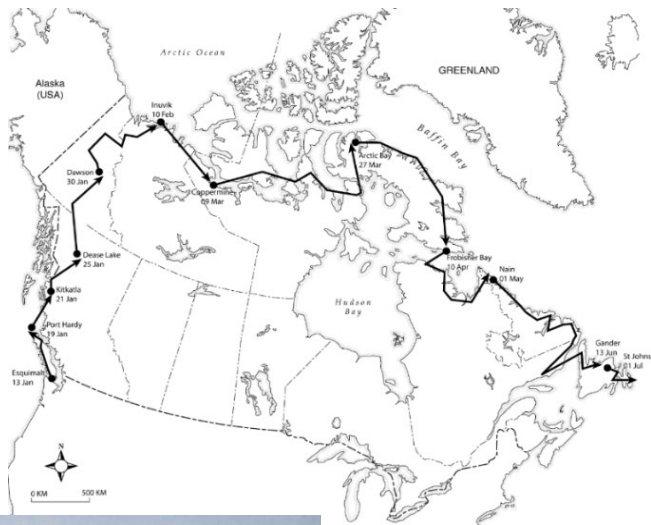 Arctic Ocean
Alaska
(USA)
GREENLAND
Baffin Bay
Inuvik
10 Feb
Arctic Bay
27 Mar
Dawson
30 Jan
Coppermine
09 Mar
Dease Lake
25 Jan
Frobisher Bay
10 Apr
Nain
01 May
Kitkatla
21 Jan
Hudson
Bay
Port Hardy
19 Jan
Gander
13 Jun
St Johns
01 Jul
Esquimalt
13 Jan
N
0 KM
500 KM